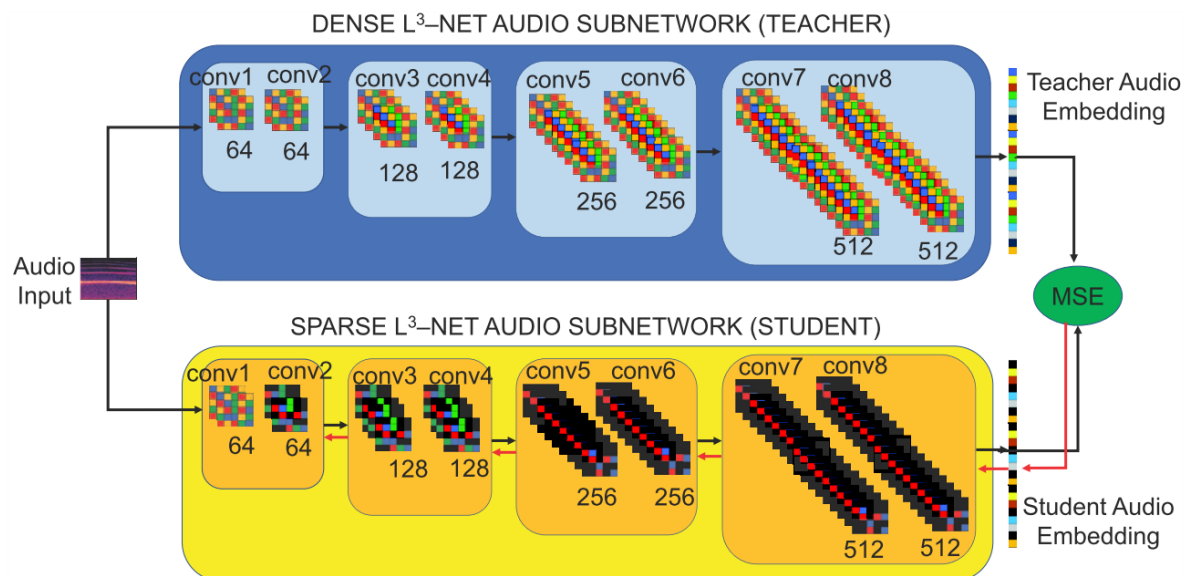 DENSE L³–NET AUDIO SUBNETWORK (TEACHER)
conv1 conv2 conv3 conv4 conv5 conv6 conv7 conv8
64 64 128 128 256 256 512 512
Teacher Audio
Embedding
Audio
Input
MSE
SPARSE L³–NET AUDIO SUBNETWORK (STUDENT)
conv1 conv2 conv3 conv4 conv5 conv6 conv7 conv8
64 64 128 128 256 256 512 512
Student Audio
Embedding